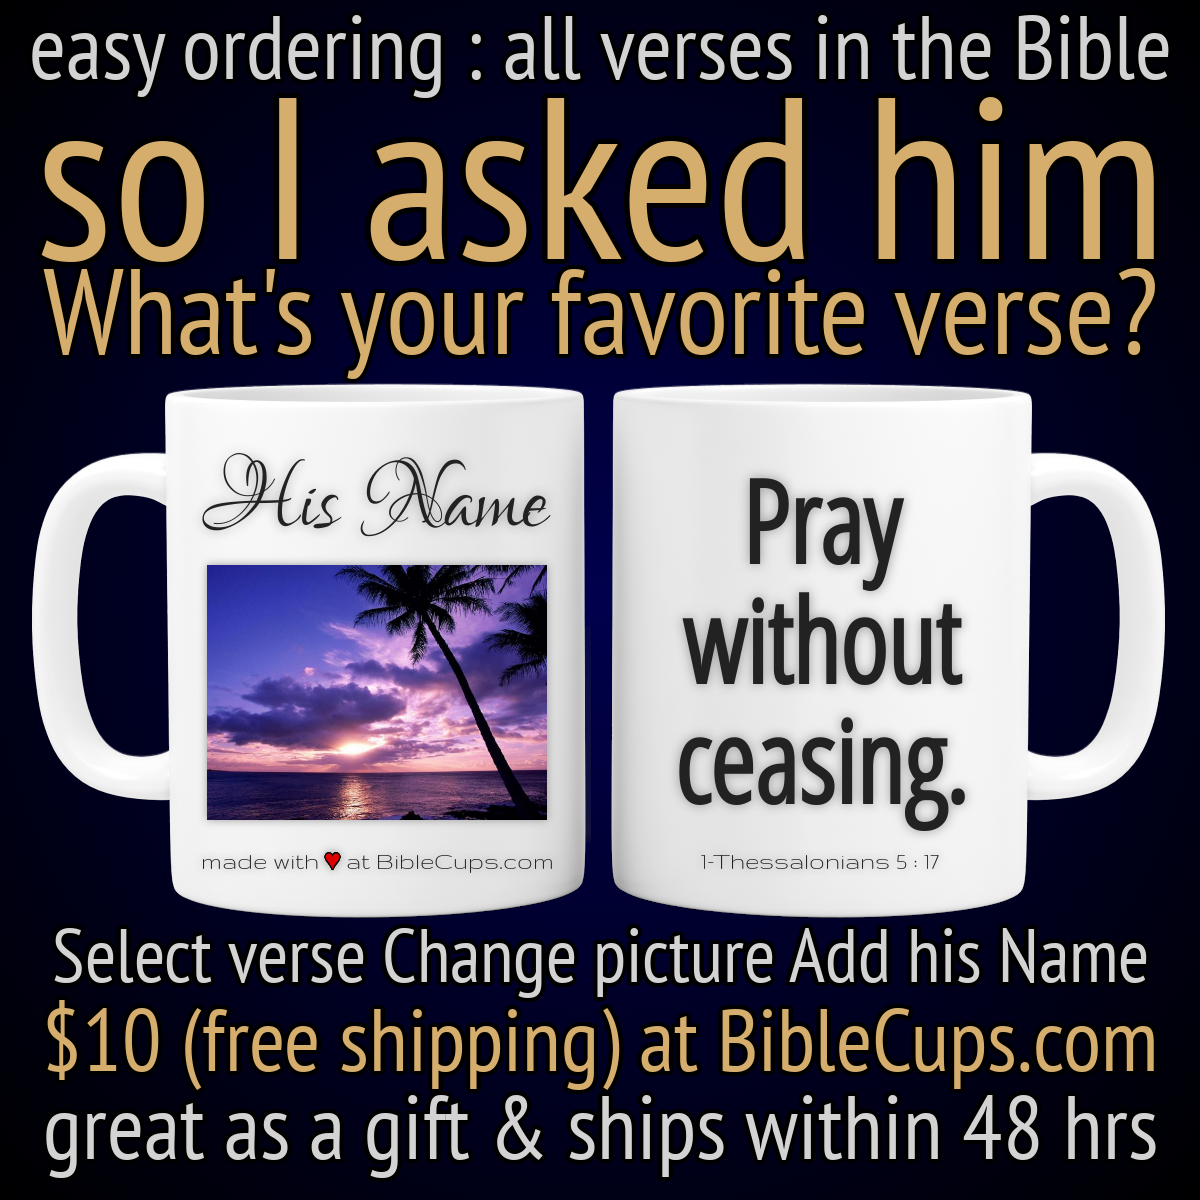 easy ordering : all verses in the Bible
so I asked him
What's your favorite verse?
His Name
made with ♥ at BibleCups.com
Pray
without
ceasing.
1-Thessalonians 5 : 17
Select verse Change picture Add his Name
$10 (free shipping) at BibleCups.com
great as a gift & ships within 48 hrs